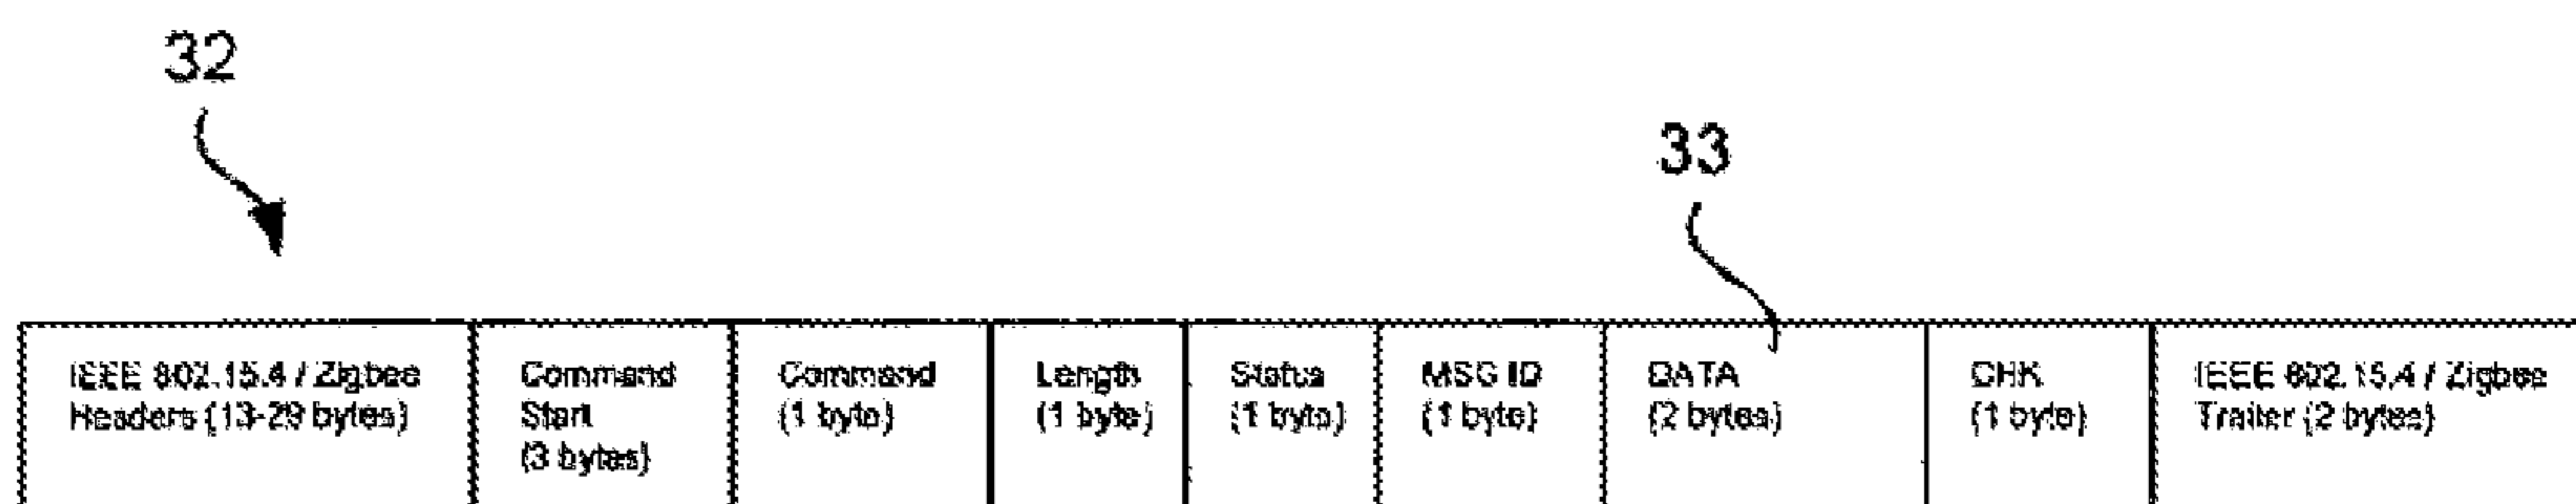 32
33
IEEE 802.15.4 / Zigbee
Headers (13-29 bytes)
Command
Start
(3 bytes)
Command
(1 byte)
Length
(1 byte)
Status
(1 byte)
MSG ID
(1 byte)
DATA
(2 bytes)
CHK
(1 byte)
IEEE 802.15.4 / Zigbee
Trailer (2 bytes)